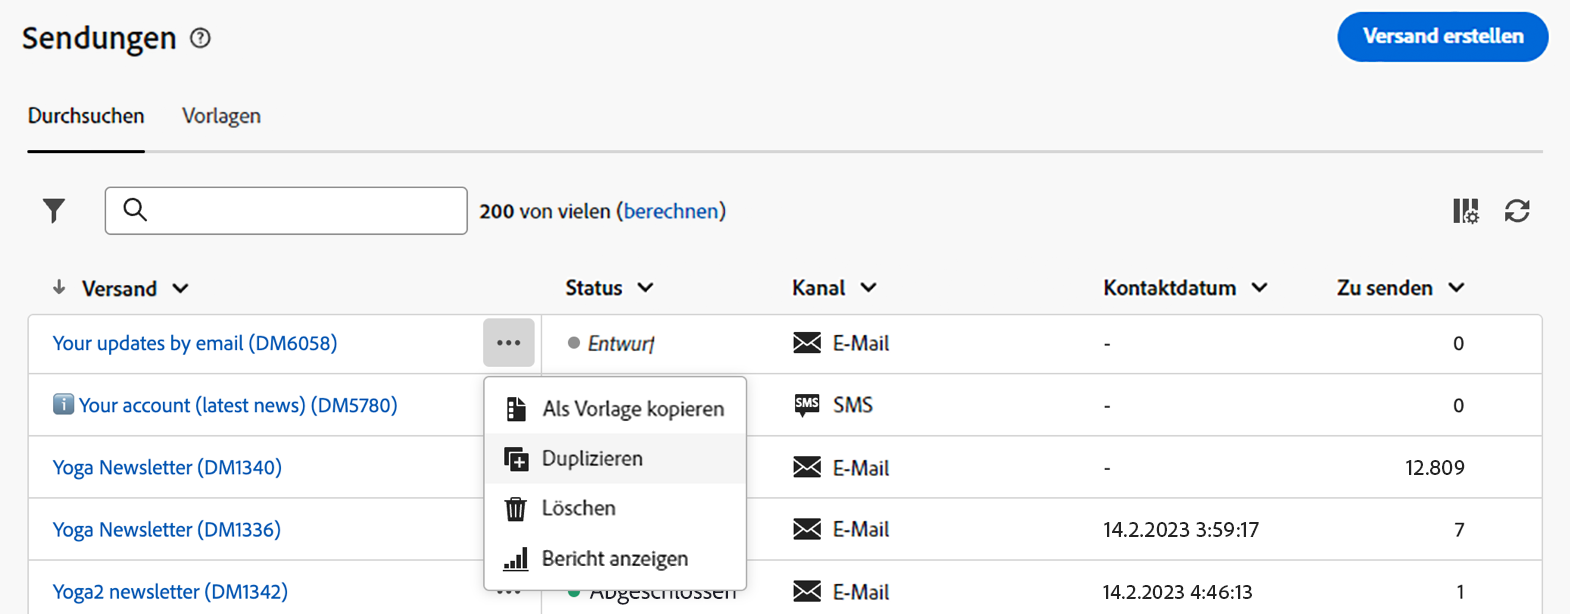 Sendungen
Versand erstellen
Durchsuchen Vorlagen
200 von vielen (berechnen)
Versand Status Kanal Kontaktdatum Zu senden
Your updates by email (DM6058) Entwurf E-Mail - 0
Your account (latest news) (DM5780) SMS SMS - 0
Als Vorlage kopieren
Yoga Newsletter (DM1340) Duplizieren E-Mail - 12.809
Löschen
Yoga Newsletter (DM1336) E-Mail 14.2.2023 3:59:17 7
Bericht anzeigen
Yoga2 newsletter (DM1342) Abgeschlossen E-Mail 14.2.2023 4:46:13 1